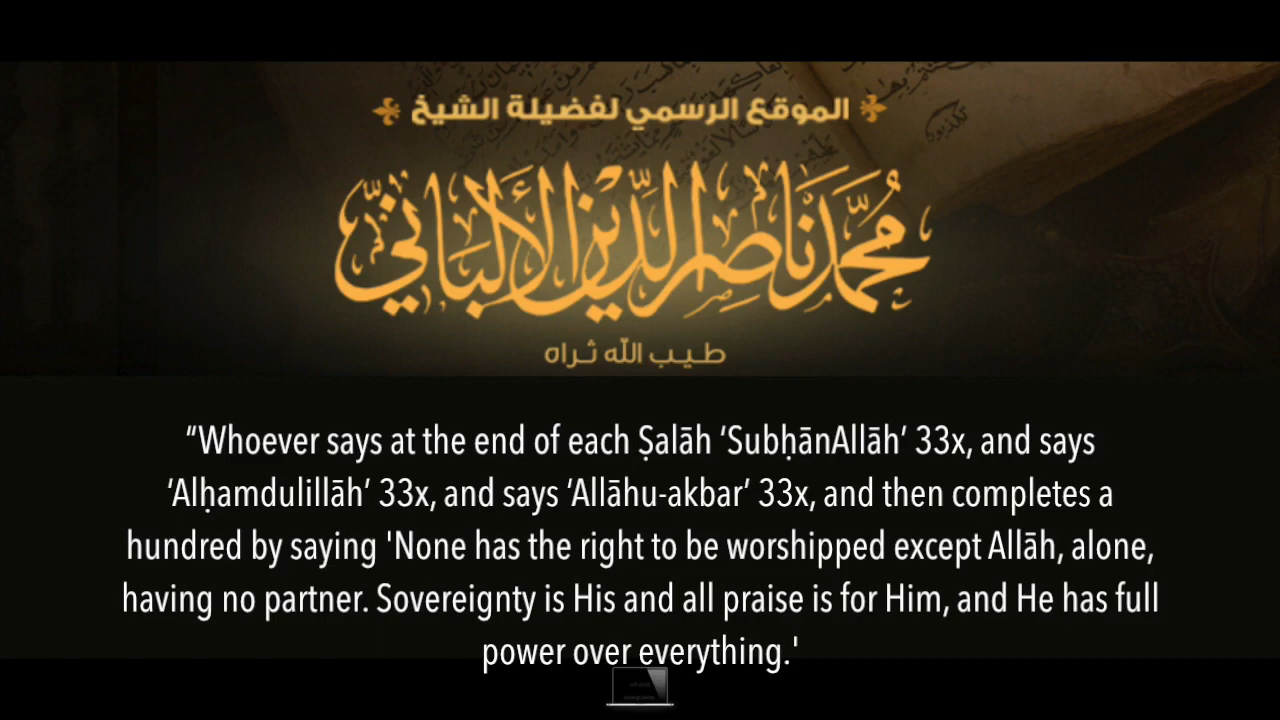 الموقع الرسمي لفضيلة الشيخ
محمد ناصر الدين الألباني
طيب الله ثراه
“Whoever says at the end of each Ṣalāh ‘SubḥānAllāh’ 33x, and says
‘Alḥamdulillāh’ 33x, and says ‘Allāhu-akbar’ 33x, and then completes a
hundred by saying 'None has the right to be worshipped except Allāh, alone,
having no partner. Sovereignty is His and all praise is for Him, and He has full
power over everything.'